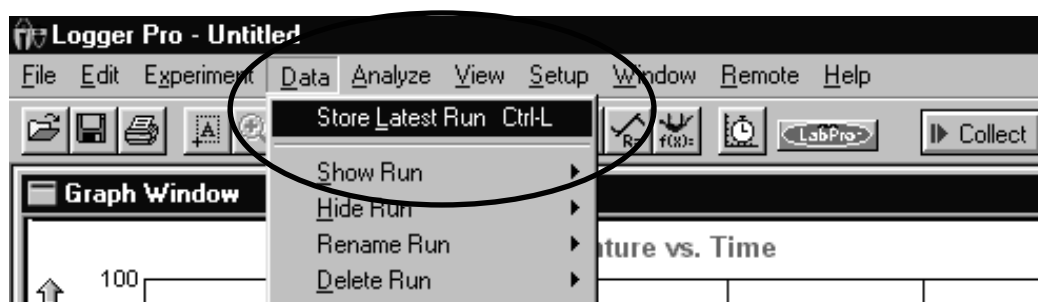 Logger Pro - Untitled
File Edit Experiment Data Analyze View Setup Window Remote Help
A R= f(x)= LabPro Collect
Store Latest Run Ctrl-L
Show Run
Graph Window
Hide Run
Rename Run
ture vs. Time
Delete Run
100